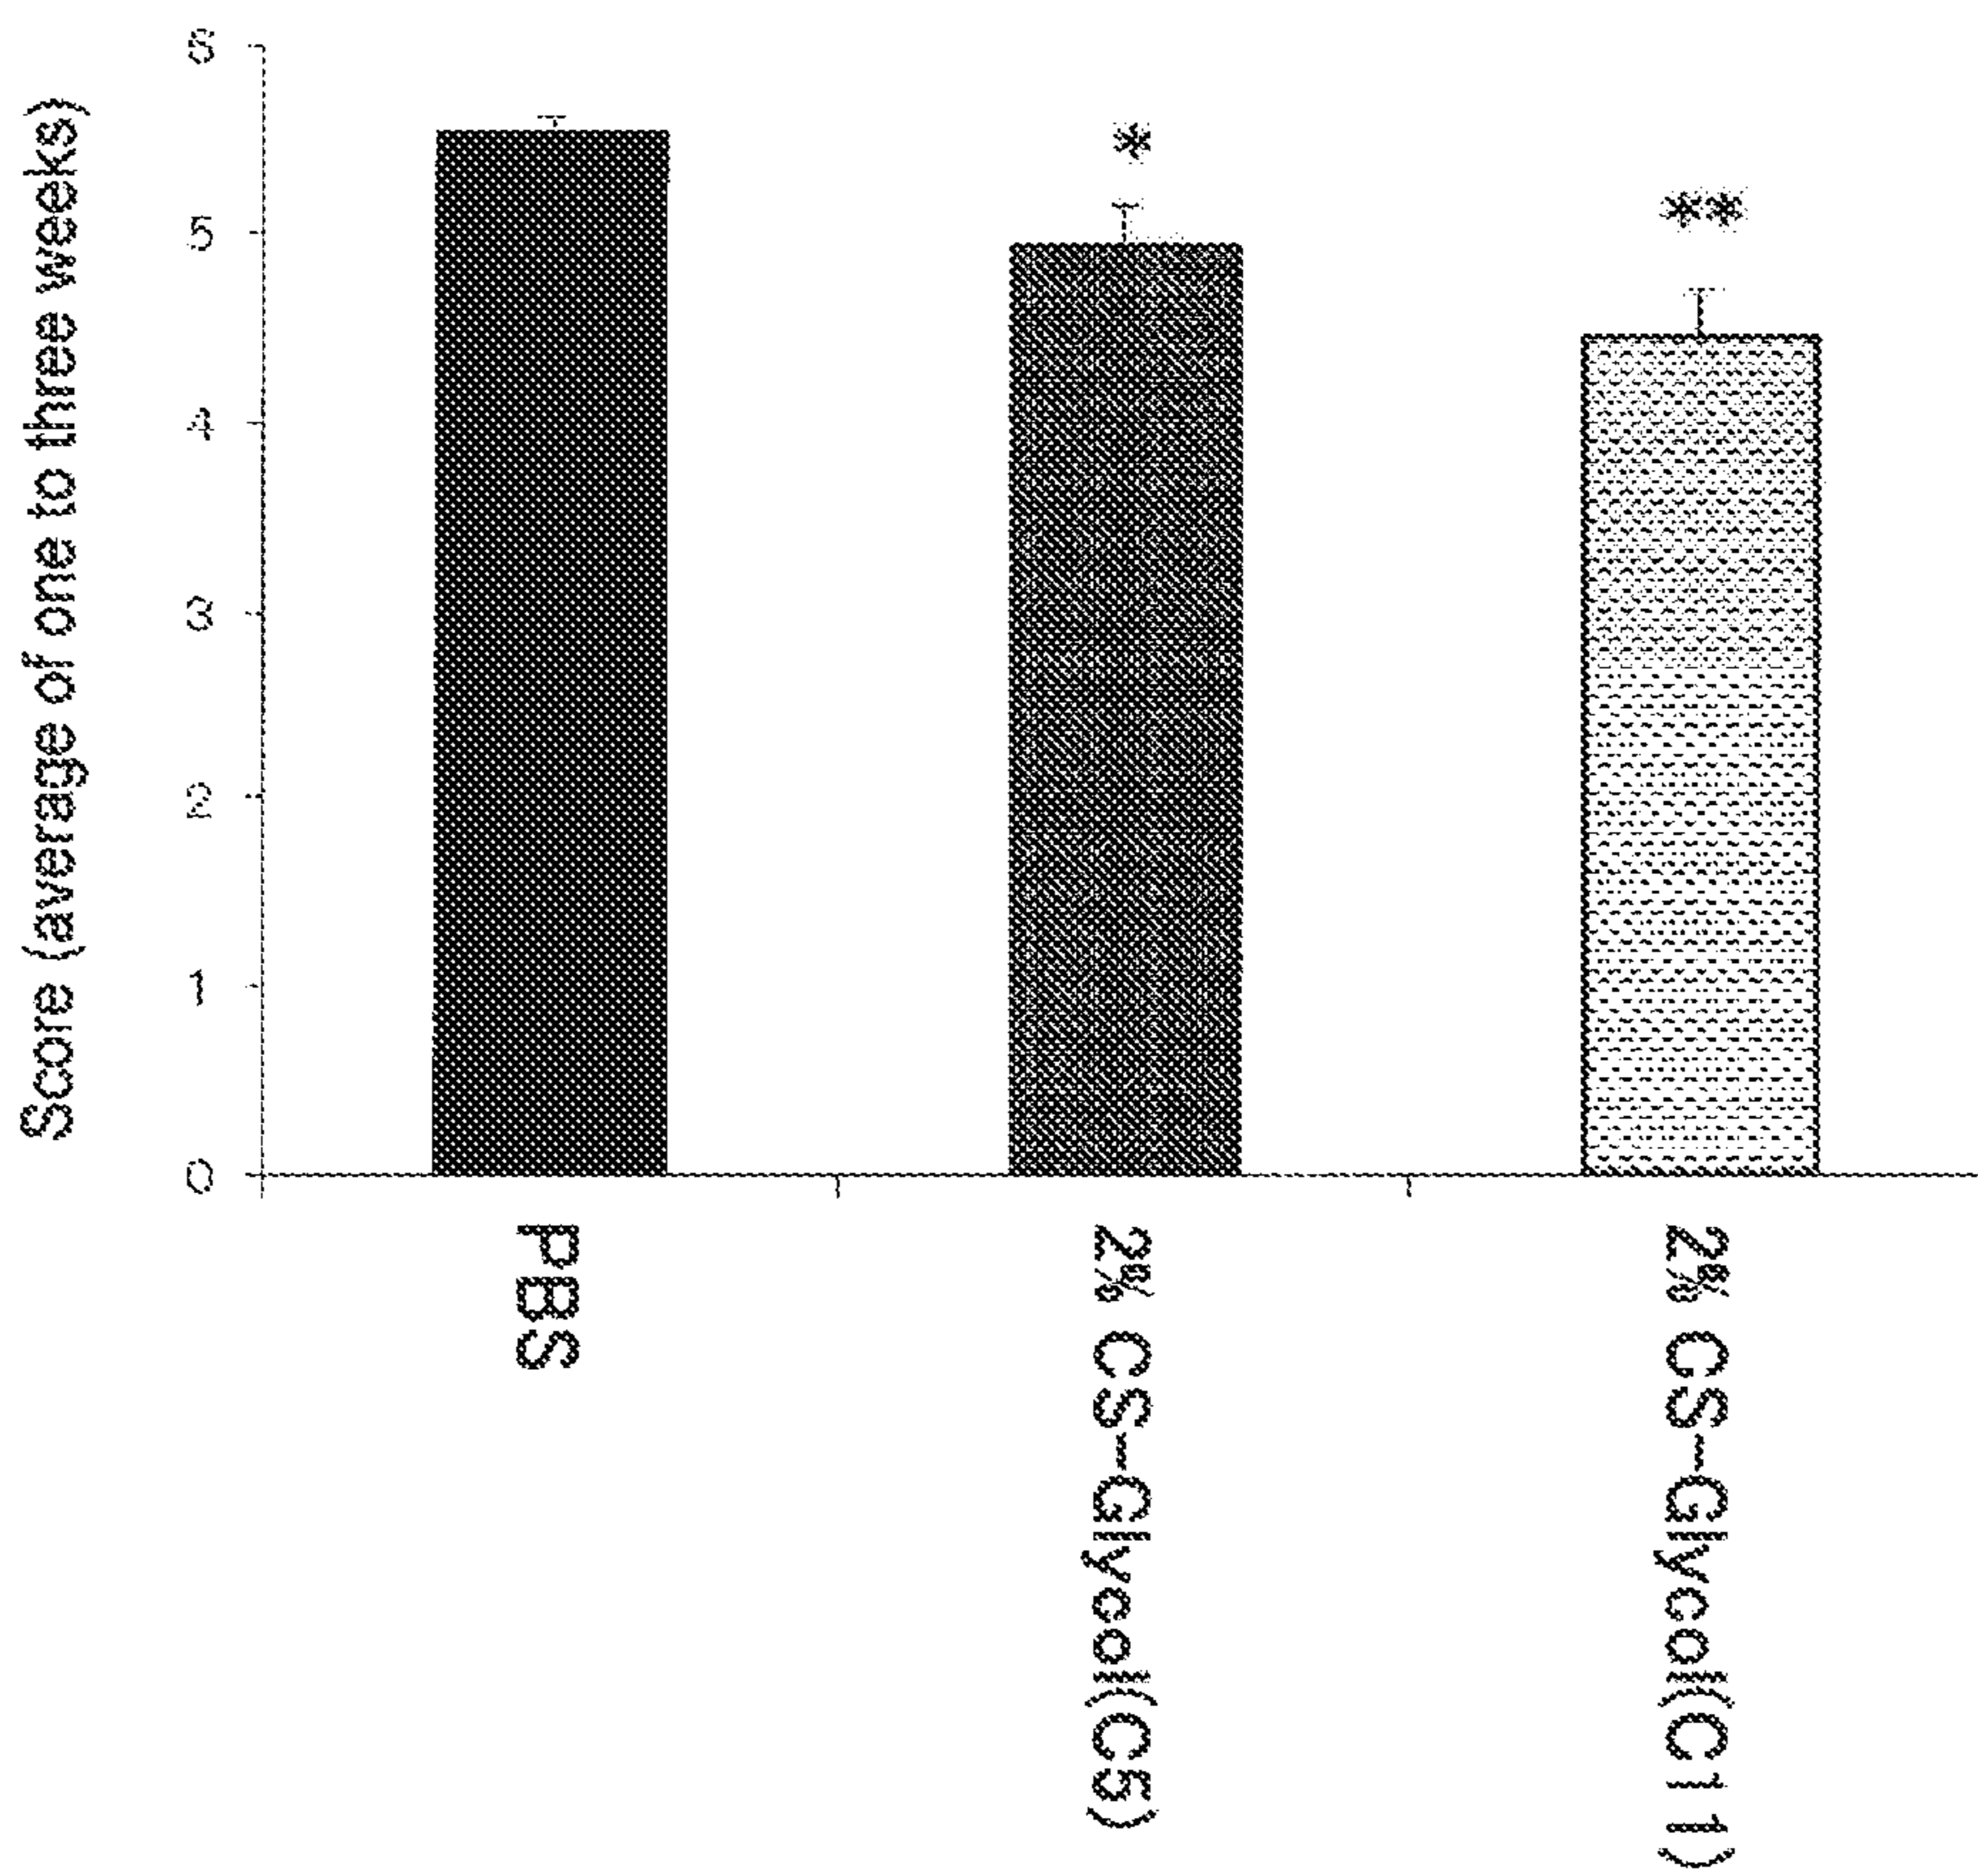 Score (average of one to three weeks)
6
5
4
3
2
1
0
*
**
PBS
2% CS-Glycol(C5)
2% CS-Glycol(C11)